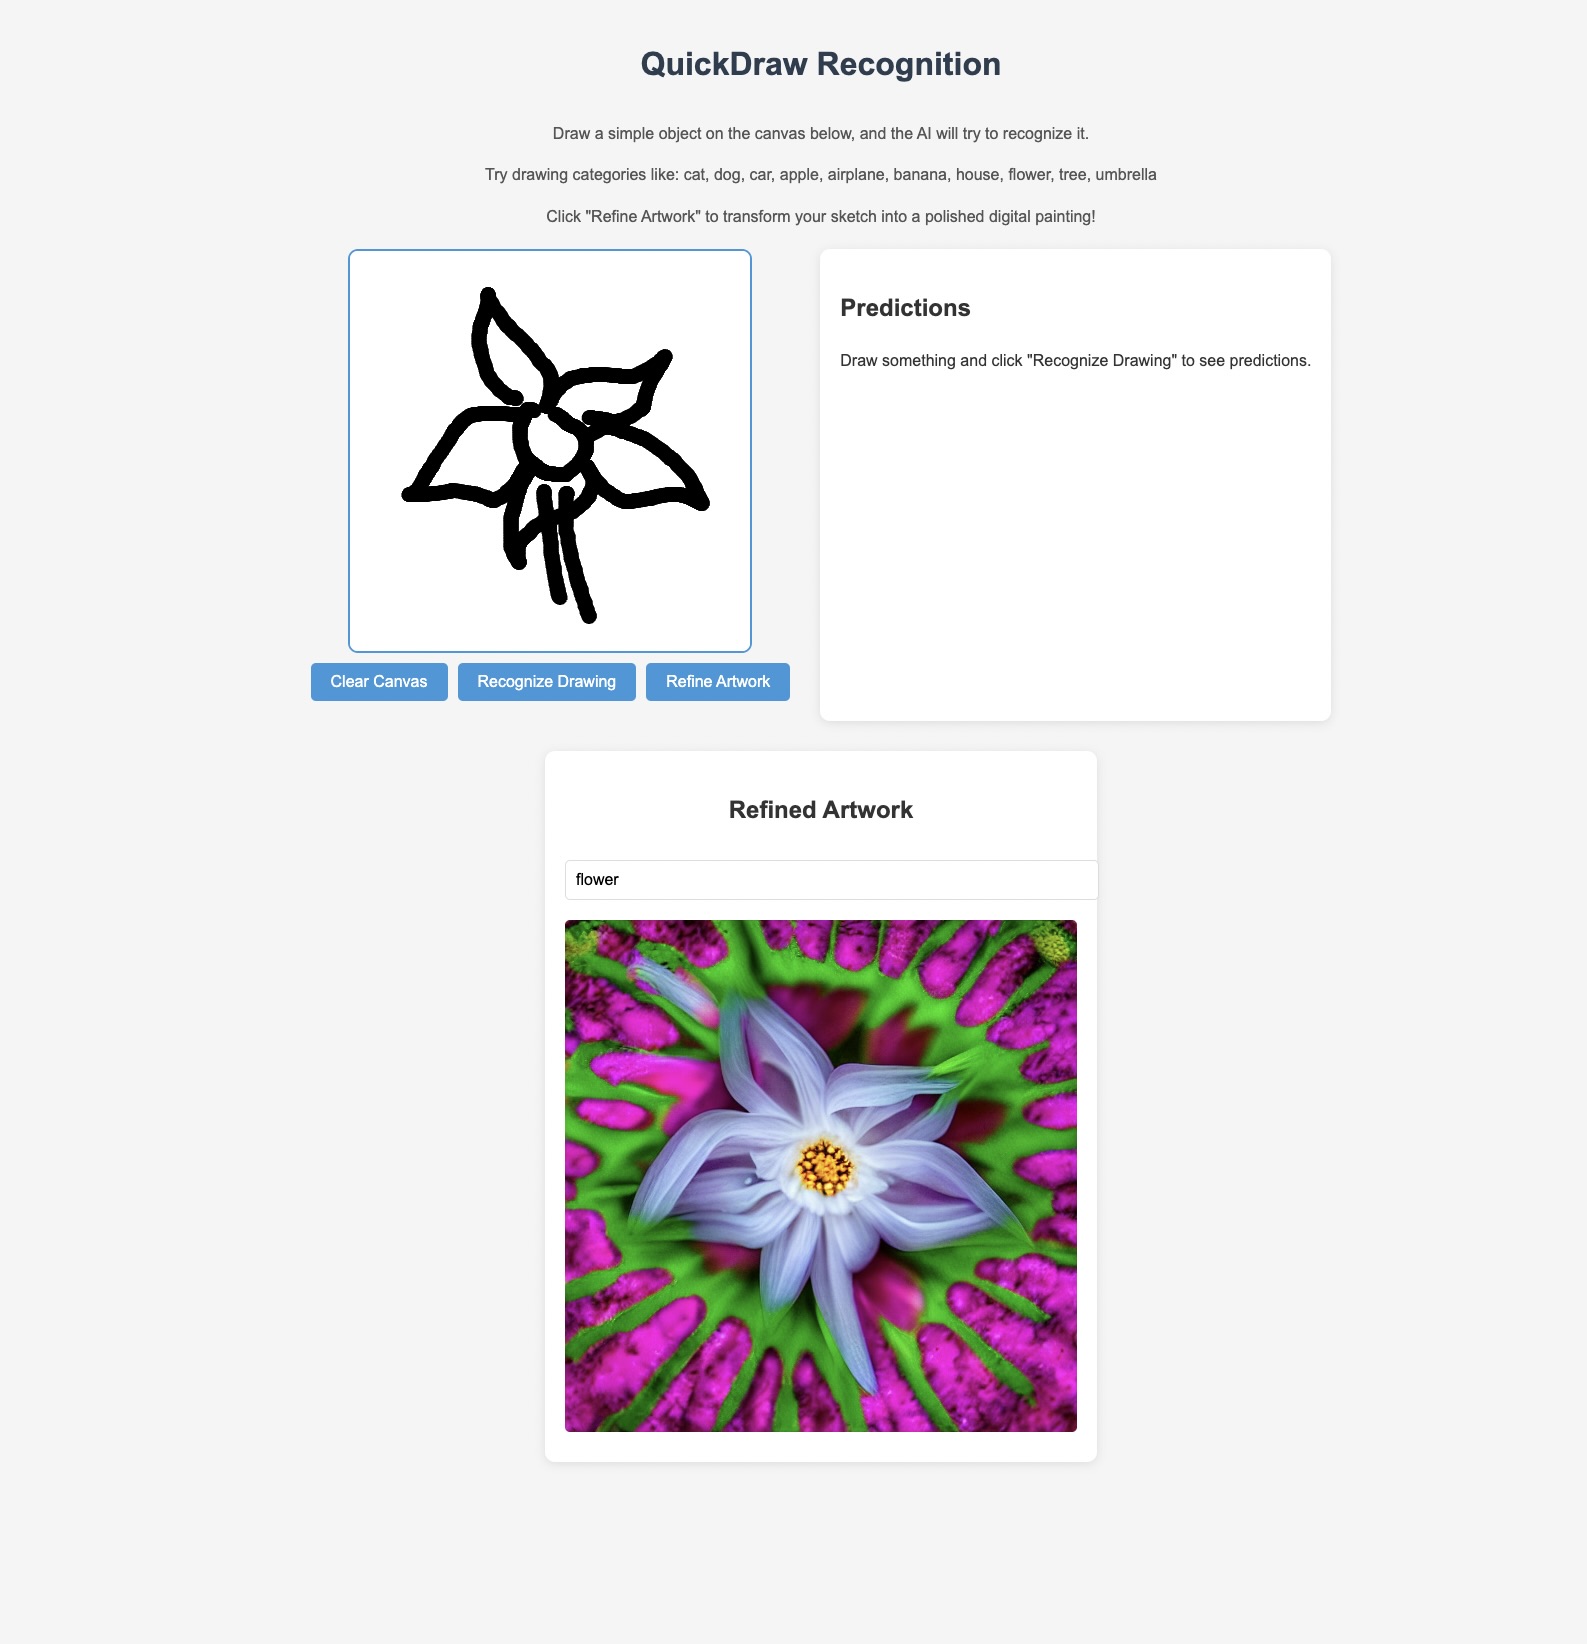 QuickDraw Recognition
Draw a simple object on the canvas below, and the AI will try to recognize it.
Try drawing categories like: cat, dog, car, apple, airplane, banana, house, flower, tree, umbrella
Click "Refine Artwork" to transform your sketch into a polished digital painting!
Predictions
Draw something and click "Recognize Drawing" to see predictions.
Clear Canvas
Recognize Drawing
Refine Artwork
Refined Artwork
flower